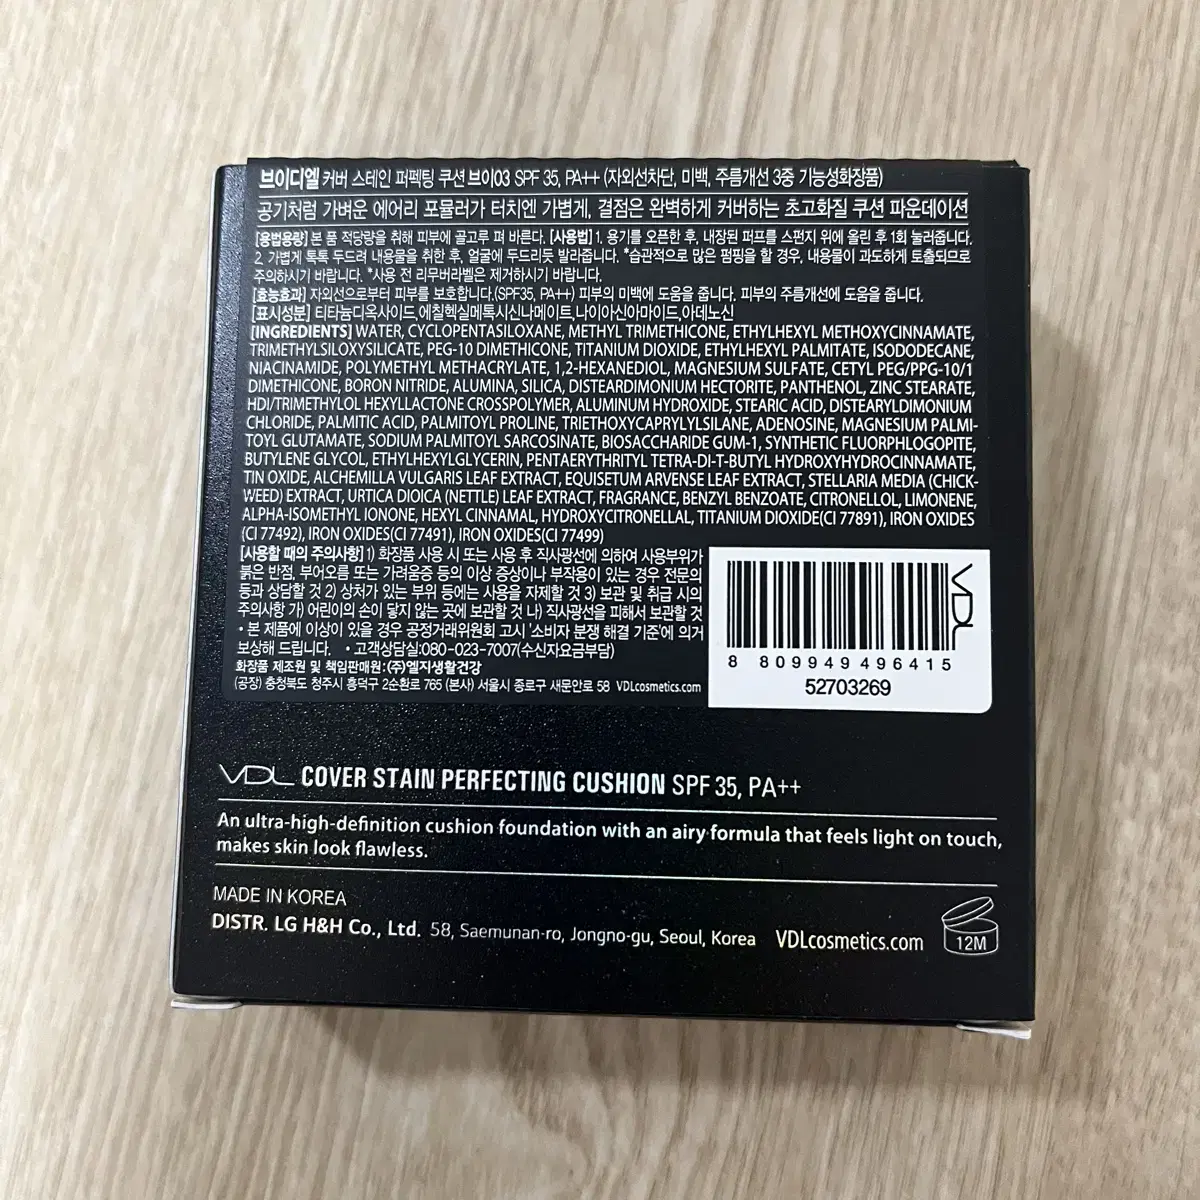 브이디엘 커버 스테인 퍼펙팅 쿠션 브이03 SPF 35, PA++ (자외선차단, 미백, 주름개선 3중 기능성화장품)
공기처럼 가벼운 에어리 포뮬러가 터치엔 가볍게, 결점은 완벽하게 커버하는 초고화질 쿠션 파운데이션
[용법용량] 본 품 적당량을 취해 피부에 골고루 펴 바른다. [사용법] 1. 용기를 오픈한 후, 내장된 퍼프를 스펀지 위에 올린 후 1회 눌러준다.
2. 가볍게 톡톡 두드려 내용물을 취한 후, 얼굴에 두드리듯 발라줍니다. *습관적으로 많은 펌핑을 할 경우, 내용물이 과도하게 토출되므로
주의하시기 바랍니다. *사용 전 리무버라벨은 제거하시기 바랍니다.
[효능효과] 자외선으로부터 피부를 보호합니다.(SPF35, PA++) 피부의 미백에 도움을 줍니다. 피부의 주름개선에 도움을 줍니다.
[표시성분] 티타늄디옥사이드,에칠헥실메톡시신나메이트,나이아신아마이드,아데노신
[INGREDIENTS] WATER, CYCLOPENTASILOXANE, METHYL TRIMETHICONE, ETHYLHEXYL METHOXYCINNAMATE,
TRIMETHYLSILOXYSILICATE, PEG-10 DIMETHICONE, TITANIUM DIOXIDE, ETHYLHEXYL PALMITATE, ISODODECANE,
NIACINAMIDE, POLYMETHYL METHACRYLATE, 1,2-HEXANEDIOL, MAGNESIUM SULFATE, CETYL PEG/PPG-10/1
DIMETHICONE, BORON NITRIDE, ALUMINA, SILICA, DISTEARDIMONIUM HECTORITE, PANTHENOL, ZINC STEARATE,
HDI/TRIMETHYLOL HEXYLLACTONE CROSSPOLYMER, ALUMINUM HYDROXIDE, STEARIC ACID, DISTEARYLDIMONIUM
CHLORIDE, PALMITIC ACID, PALMITOYL PROLINE, TRIETHOXYCAPRYLYLSILANE, ADENOSINE, MAGNESIUM PALMI-
TOYL GLUTAMATE, SODIUM PALMITOYL SARCOSINATE, BIOSACCHARIDE GUM-1, SYNTHETIC FLUORPHLOGOPITE,
BUTYLENE GLYCOL, ETHYLHEXYLGLYCERIN, PENTAERYTHRITYL TETRA-DI-T-BUTYL HYDROXYHYDROCINNAMATE,
TIN OXIDE, ALCHEMILLA VULGARIS LEAF EXTRACT, EQUISETUM ARVENSE LEAF EXTRACT, STELLARIA MEDIA (CHICK-
WEED) EXTRACT, URTICA DIOICA (NETTLE) LEAF EXTRACT, FRAGRANCE, BENZYL BENZOATE, CITRONELLOL, LIMONENE,
ALPHA-ISOMETHYL IONONE, HEXYL CINNAMAL, HYDROXYCITRONELLAL, TITANIUM DIOXIDE(CI 77891), IRON OXIDES
(CI 77492), IRON OXIDES(CI 77491), IRON OXIDES(CI 77499)
[사용할 때의 주의사항] 1) 화장품 사용 시 또는 사용 후 직사광선에 의하여 사용부위가
붉은 반점, 부어오름 또는 가려움증 등의 이상 증상이나 부작용이 있는 경우 전문의
등과 상담할 것 2) 상처가 있는 부위 등에는 사용을 자제할 것 3) 보관 및 취급 시의
주의사항 가) 어린이의 손이 닿지 않는 곳에 보관할 것 나) 직사광선을 피해서 보관할 것
• 본 제품에 이상이 있을 경우 공정거래위원회 고시 '소비자 분쟁 해결 기준'에 의거
보상해 드립니다. • 고객상담실:080-023-7007(수신자요금부담)
화장품 제조원 및 책임판매원 : (주)엘지생활건강
(공장) 충청북도 청주시 흥덕구 2순환로 765 (본사) 서울시 종로구 새문안로 58 VDLcosmetics.com
VDL
8 809949 496415
52703269
VDL COVER STAIN PERFECTING CUSHION SPF 35, PA++
An ultra-high-definition cushion foundation with an airy formula that feels light on touch,
makes skin look flawless.
MADE IN KOREA
DISTR. LG H&H Co., Ltd. 58, Saemunan-ro, Jongno-gu, Seoul, Korea VDLcosmetics.com
12M